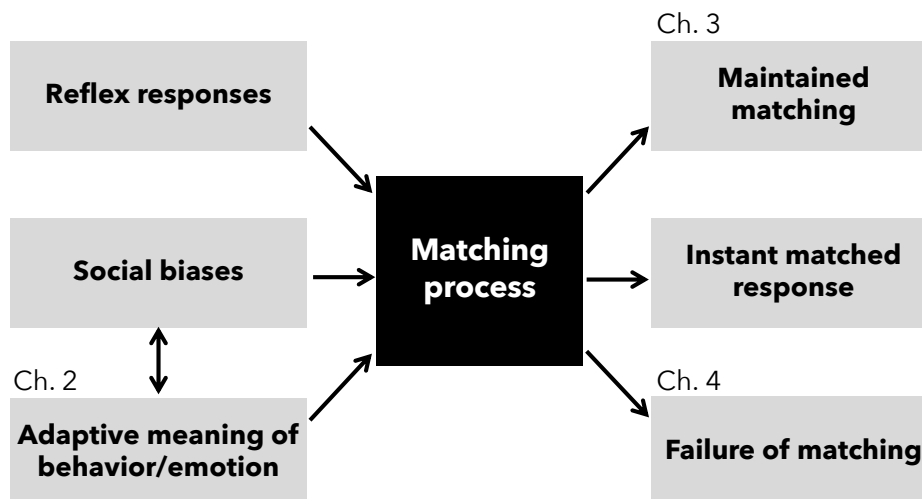 Ch. 3
Reflex responses
Maintained
matching
Social biases
Matching
process
Instant matched
response
Ch. 2
Ch. 4
Adaptive meaning of
behavior/emotion
Failure of matching